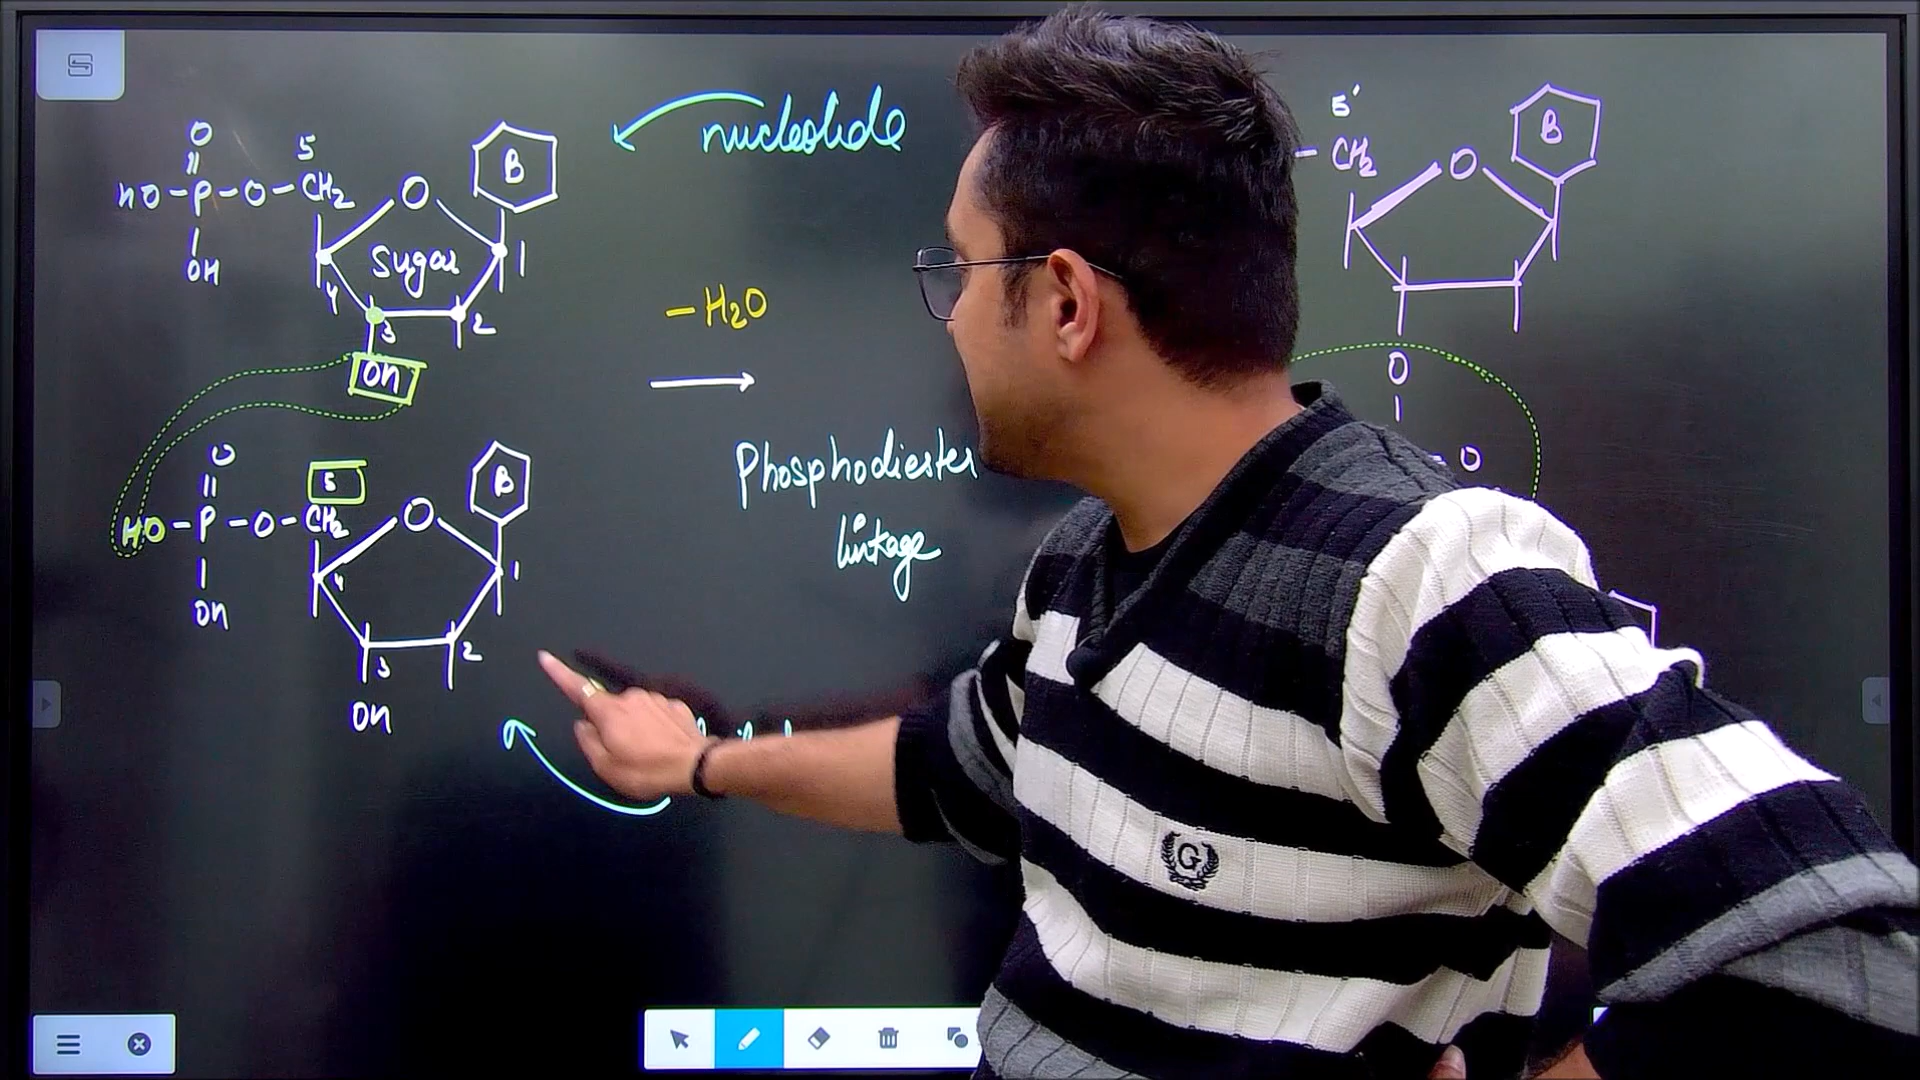 nucleotide
O
||
HO-P-O-CH2
5
O
B
|
OH
Sugar
1
2
3
4
OH
-H2O
Phosphodiester
linkage
O
||
HO-P-O-CH2
5
O
B
|
OH
1
2
3
4
OH
5'
-CH2
O
B
O
|
= O
G